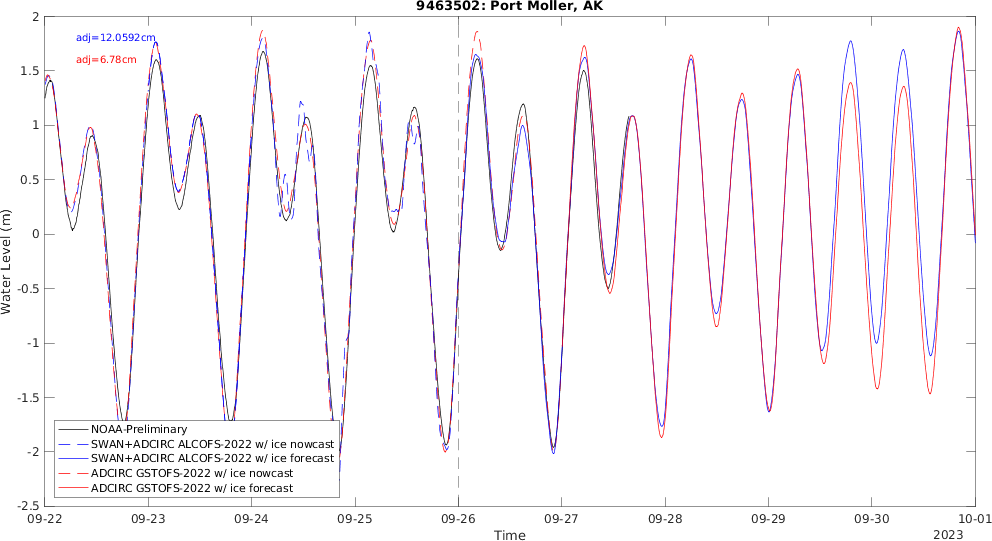 9463502: Port Moller, AK
adj=12.0592cm
adj=6.78cm
2
1.5
1
0.5
0
-0.5
-1
-1.5
-2
-2.5
Water Level (m)
NOAA-Preliminary
SWAN+ADCIRC ALCOFS-2022 w/ ice nowcast
SWAN+ADCIRC ALCOFS-2022 w/ ice forecast
ADCIRC GSTOFS-2022 w/ ice nowcast
ADCIRC GSTOFS-2022 w/ ice forecast
09-22 09-23 09-24 09-25 09-26 09-27 09-28 09-29 09-30 10-01
Time
2023